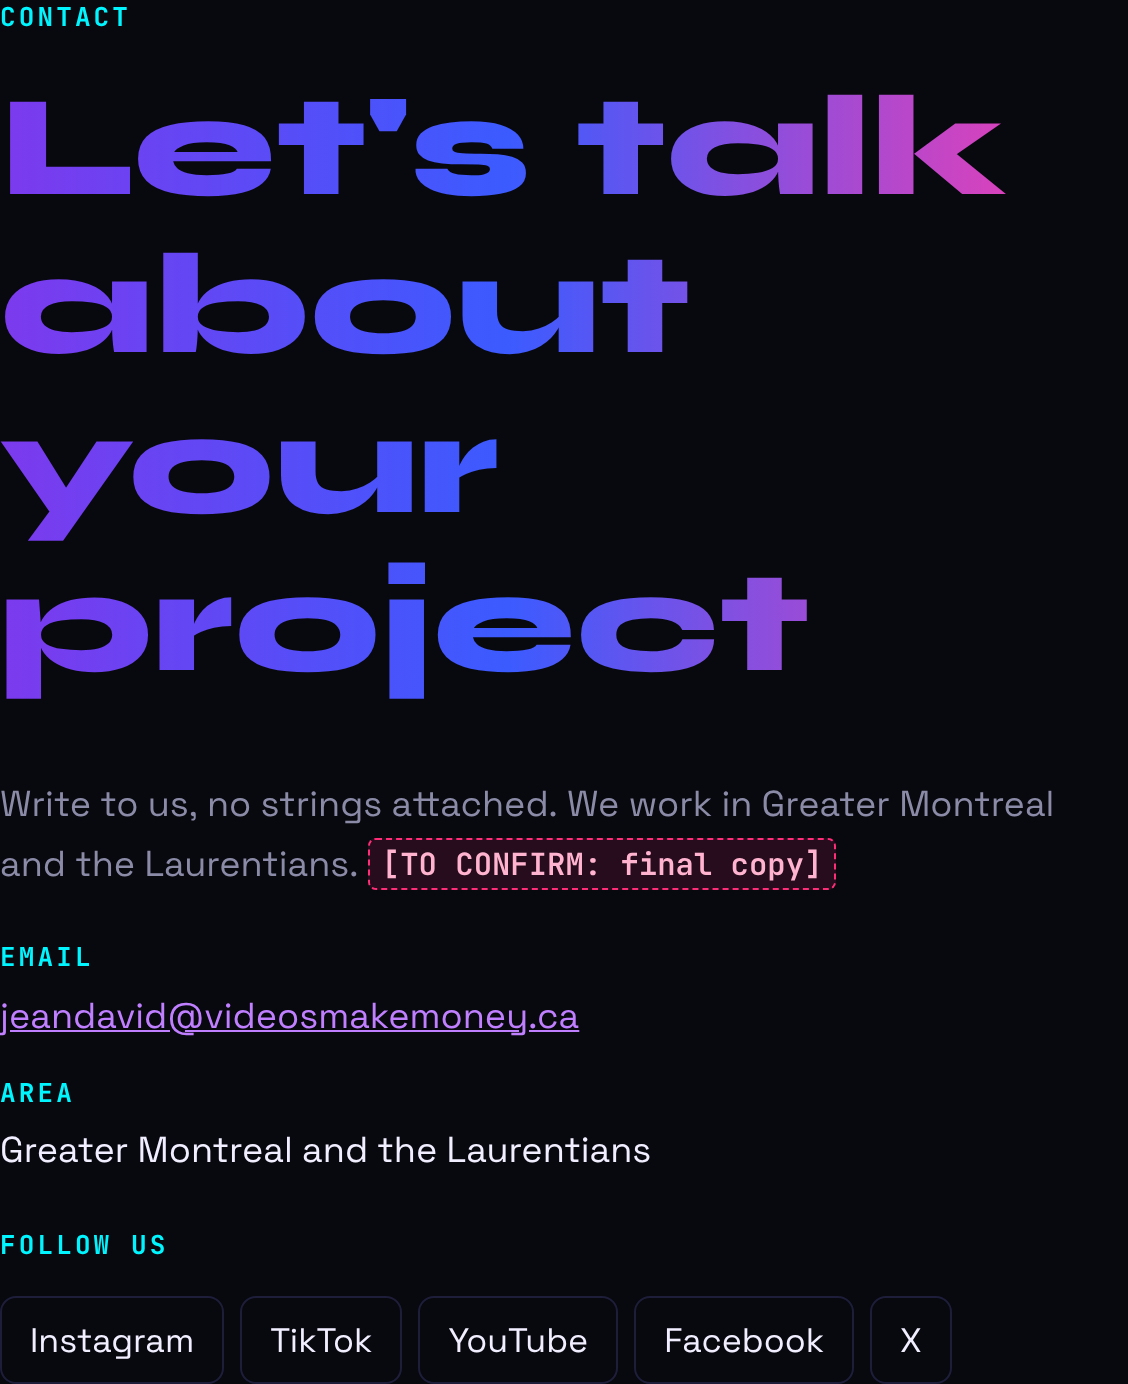 CONTACT
Let's talk
about
your
project
Write to us, no strings attached. We work in Greater Montreal
and the Laurentians. [TO CONFIRM: final copy]
EMAIL
jeandavid@videosmakemoney.ca
AREA
Greater Montreal and the Laurentians
FOLLOW US
Instagram TikTok YouTube Facebook X